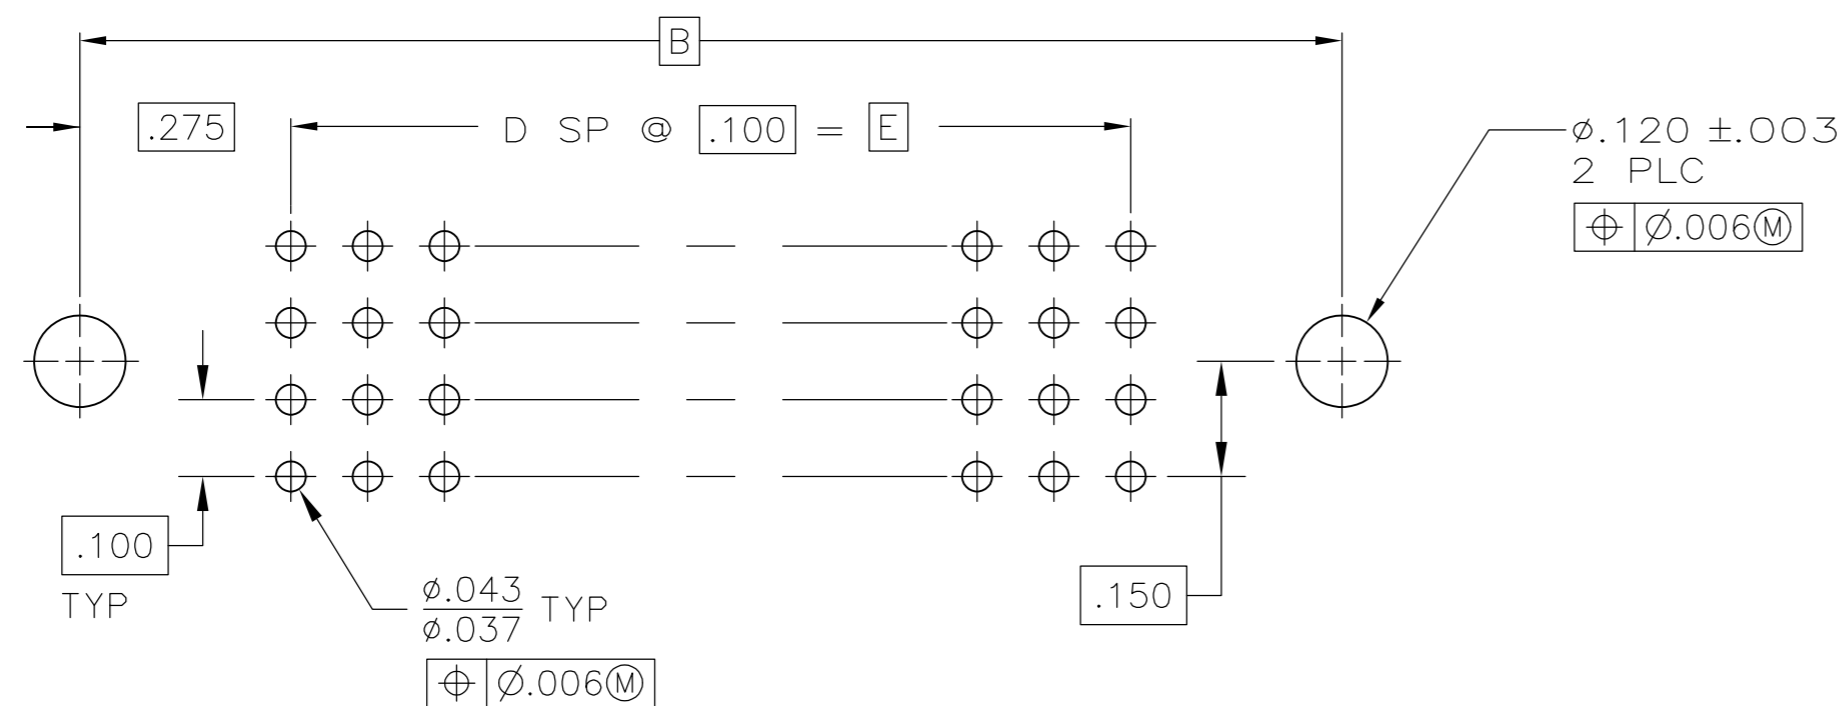 B
.275
D SP @ .100 = E
⌀.120 ±.003
2 PLC
⌖ ⌀.006Ⓜ
.100
TYP
⌀.043
⌀.037
TYP
⌖ ⌀.006Ⓜ
.150